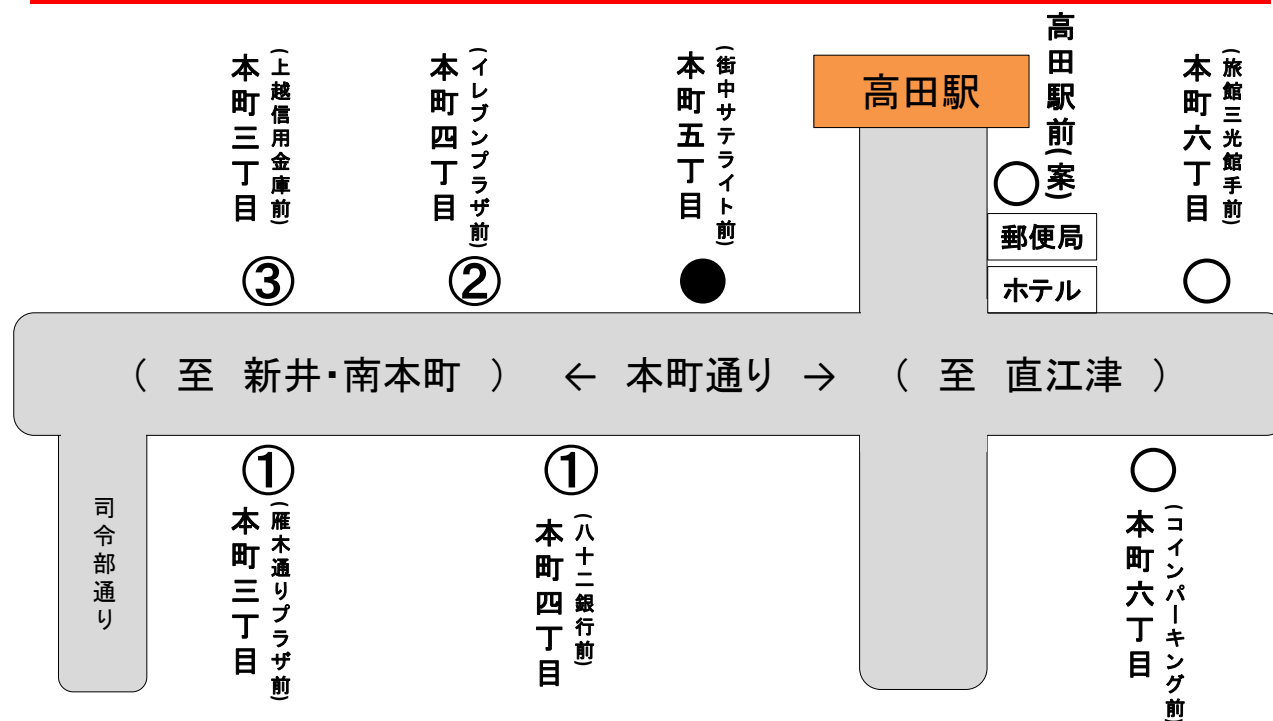 高田駅
高田駅前(案)
郵便局
ホテル
本町三丁目
(上越信用金庫前)
③
本町四丁目
(イレブンプラザ前)
②
本町五丁目
(街中サテライト前)
本町六丁目
(旅館三光館手前)
( 至 新井・南本町 ) ← 本町通り → ( 至 直江津 )
司令部通り
①
本町三丁目
(雁木通りプラザ前)
①
本町四丁目
(八十二銀行前)
本町六丁目
(コインパーキング前)